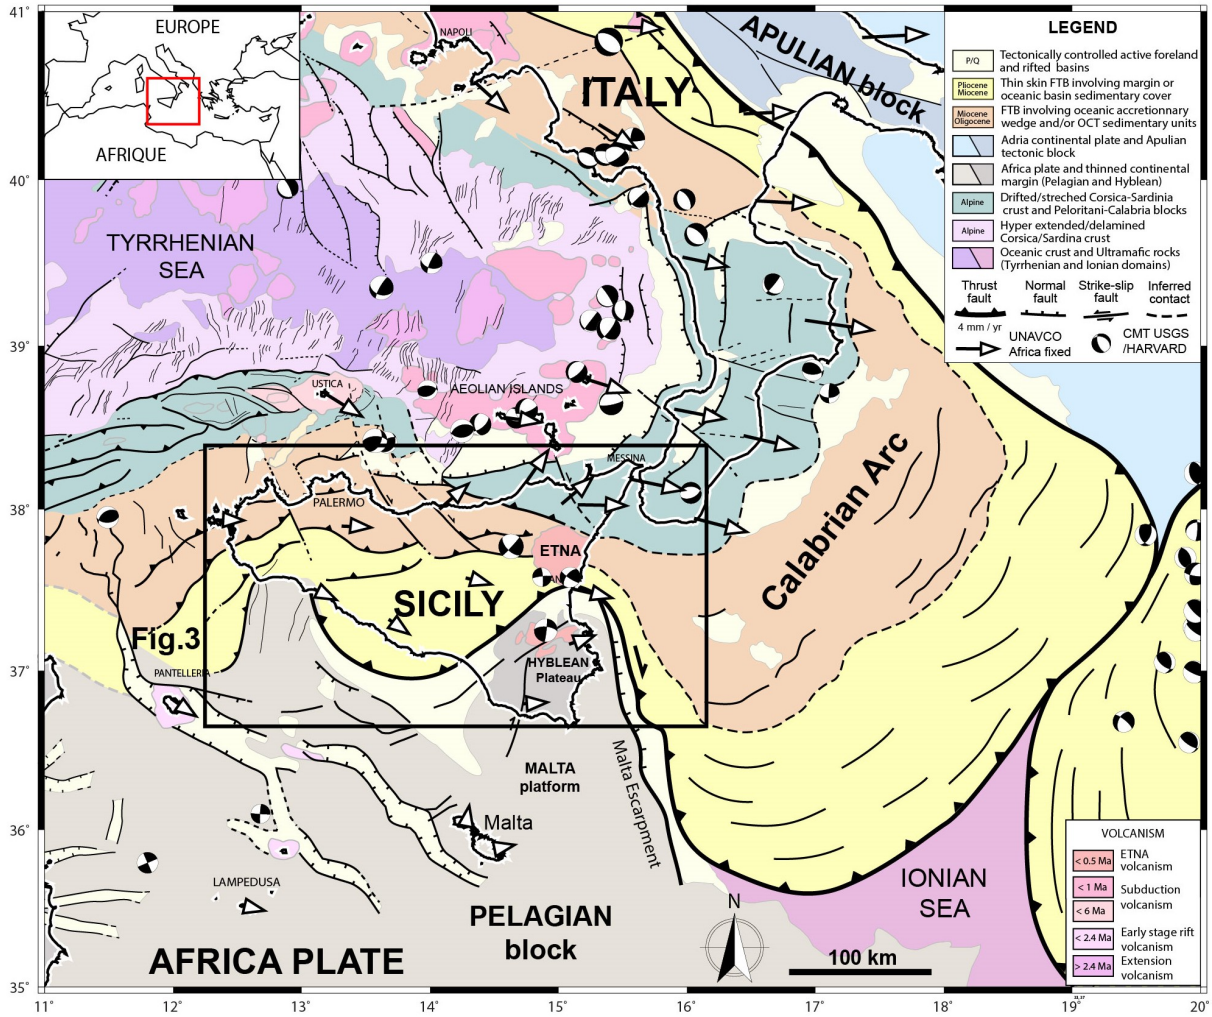 41°
40°
39°
38°
37°
36°
35°
11°
12°
13°
14°
15°
16°
17°
18°
19°
20°
EUROPE
AFRIQUE
NAPOLI
ITALY
APULIAN block
TYRRHENIAN
SEA
USTICA
AEOLIAN ISLANDS
MESSINA
PALERMO
ETNA
SICILY
Fig.3
PANTELLERIA
HYBLEAN
Plateau
Calabrian Arc
MALTA
platform
Malta
Malta Escarpment
LAMPEDUSA
PELAGIAN
block
AFRICA PLATE
IONIAN
SEA
N
100 km
LEGEND
P/Q
Tectonically controlled active foreland
and rifted basins
Pliocene
Miocene
Thin skin FTB involving margin or
oceanic basin sedimentary cover
Miocene
Oligocene
FTB involving oceanic accretionnary
wedge and/or OCT sedimentary units
Adria continental plate and Apulian
tectonic block
Africa plate and thinned continental
margin (Pelagian and Hyblean)
Alpine
Drifted/streched Corsica-Sardinia
crust and Peloritani-Calabria blocks
Alpine
Hyper extended/delamined
Corsica/Sardina crust
Oceanic crust and Ultramafic rocks
(Tyrrhenian and Ionian domains)
Thrust
fault
Normal
fault
Strike-slip
fault
Inferred
contact
4 mm / yr
UNAVCO
Africa fixed
CMT USGS
/HARVARD
VOLCANISM
< 0.5 Ma
ETNA
volcanism
< 1 Ma
< 6 Ma
Subduction
volcanism
< 2.4 Ma
Early stage rift
volcanism
> 2.4 Ma
Extension
volcanism